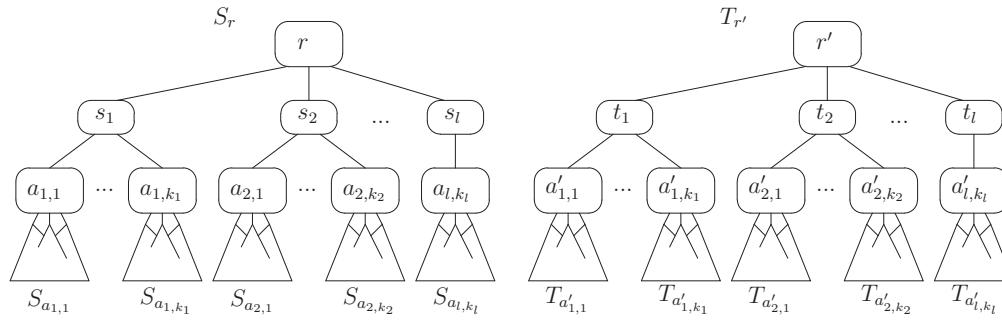 S_r T_{r'}
r r'
s_1 s_2 ... s_l t_1 t_2 ... t_l
a_{1,1} ... a_{1,k_1} a_{2,1} ... a_{2,k_2} a_{l,k_l} a'_{1,1} ... a'_{1,k_1} a'_{2,1} ... a'_{2,k_2} a'_{l,k_l}
S_{a_{1,1}} S_{a_{1,k_1}} S_{a_{2,1}} S_{a_{2,k_2}} S_{a_{l,k_l}} T_{a'_{1,1}} T_{a'_{1,k_1}} T_{a'_{2,1}} T_{a'_{2,k_2}} T_{a'_{l,k_l}}